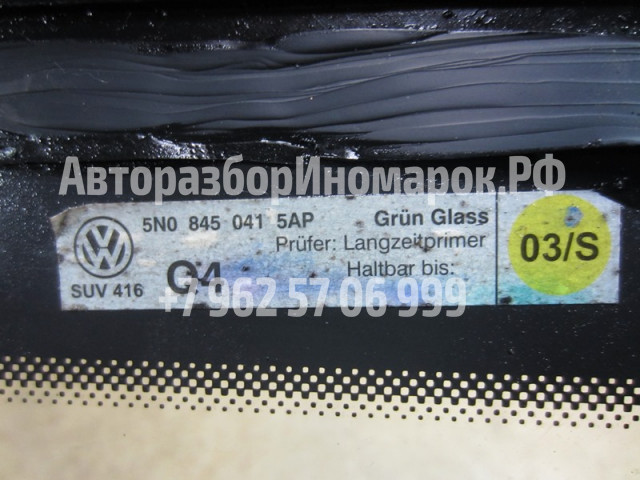 АвторазборИномарок.РФ
5N0 845 041 5AP Grün Glass
Prüfer: Langzeitprimer
SUV 416 G4 Haltbar bis:
03/S
+7 962 57 06 999